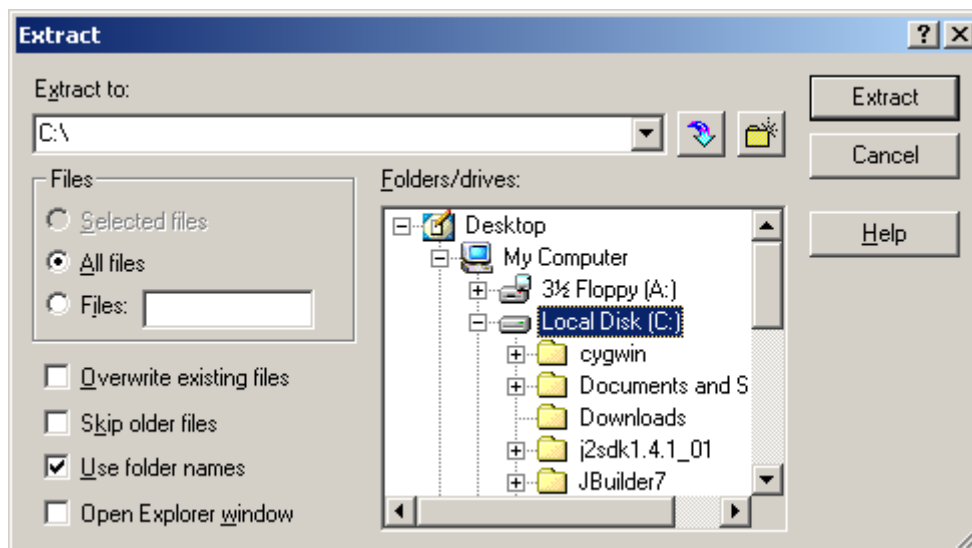 Extract
Extract to:
C:\
Extract
Cancel
Help
Files
Selected files
All files
Files:
Overwrite existing files
Skip older files
Use folder names
Open Explorer window
Folders/drives:
Desktop
My Computer
3½ Floppy (A:)
Local Disk (C:)
cygwin
Documents and S
Downloads
j2sdk1.4.1_01
JBuilder7